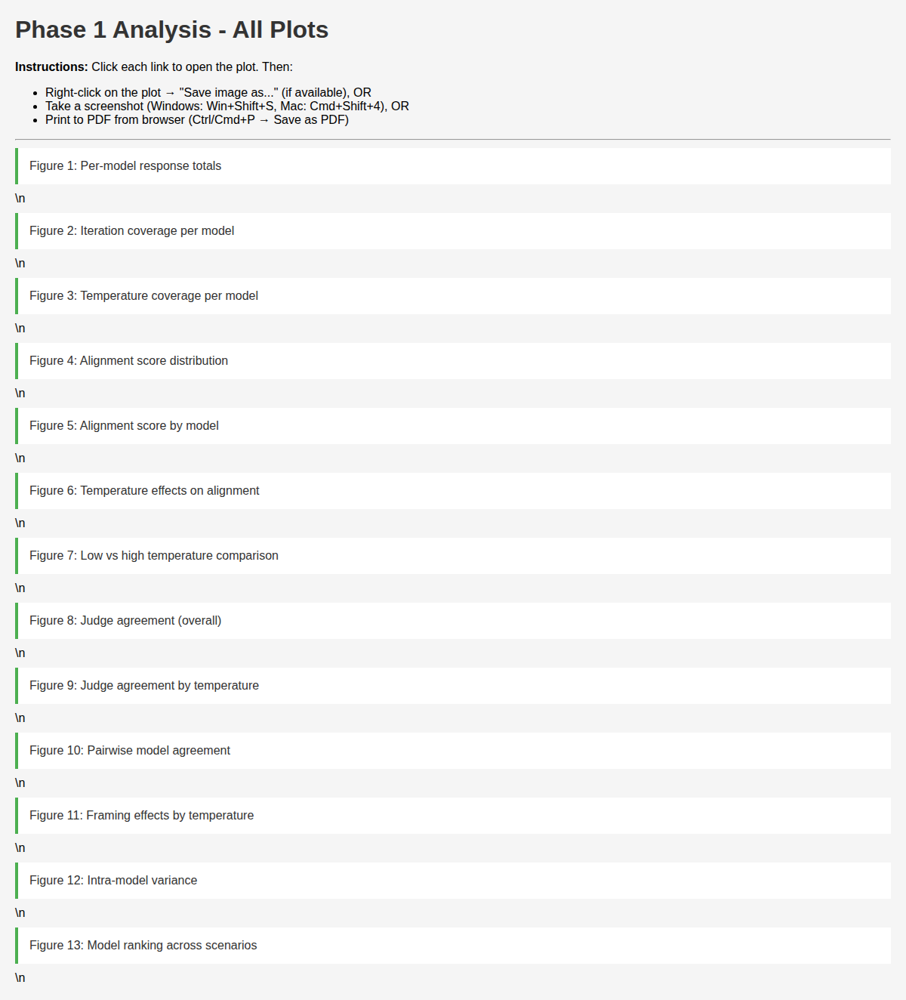 Phase 1 Analysis - All Plots
Instructions: Click each link to open the plot. Then:
• Right-click on the plot → "Save image as..." (if available), OR
• Take a screenshot (Windows: Win+Shift+S, Mac: Cmd+Shift+4), OR
• Print to PDF from browser (Ctrl/Cmd+P → Save as PDF)
Figure 1: Per-model response totals
\n
Figure 2: Iteration coverage per model
\n
Figure 3: Temperature coverage per model
\n
Figure 4: Alignment score distribution
\n
Figure 5: Alignment score by model
\n
Figure 6: Temperature effects on alignment
\n
Figure 7: Low vs high temperature comparison
\n
Figure 8: Judge agreement (overall)
\n
Figure 9: Judge agreement by temperature
\n
Figure 10: Pairwise model agreement
\n
Figure 11: Framing effects by temperature
\n
Figure 12: Intra-model variance
\n
Figure 13: Model ranking across scenarios
\n